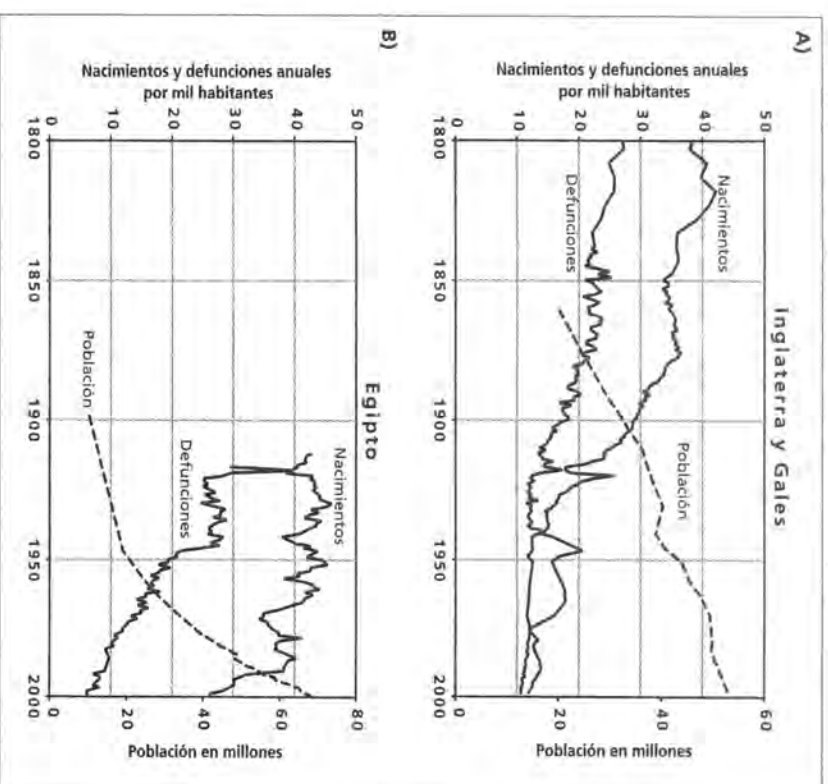 A)
Inglaterra y Gales
Nacimientos y defunciones anuales
por mil habitantes
50
40
30
20
10
0
Nacimientos
Defunciones
Población
60
40
20
0
Población en millones
1800
1850
1900
1950
2000
B)
Egipto
Nacimientos y defunciones anuales
por mil habitantes
50
40
30
20
10
0
Nacimientos
Defunciones
Población
80
60
40
20
0
Población en millones
1800
1850
1900
1950
2000